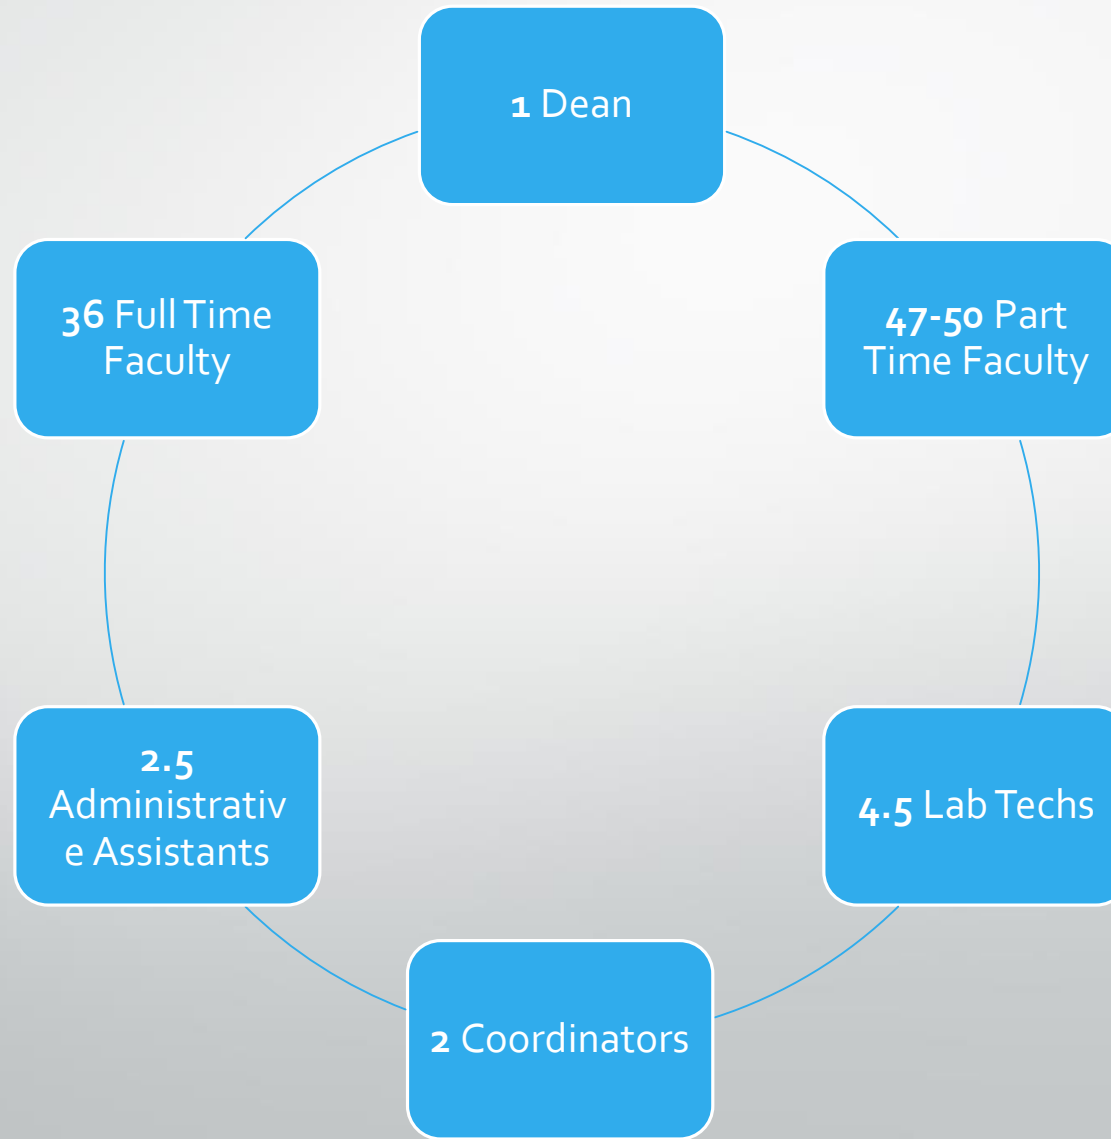 1 Dean
36 Full Time
Faculty
47-50 Part
Time Faculty
2.5
Administrativ
e Assistants
4.5 Lab Techs
2 Coordinators